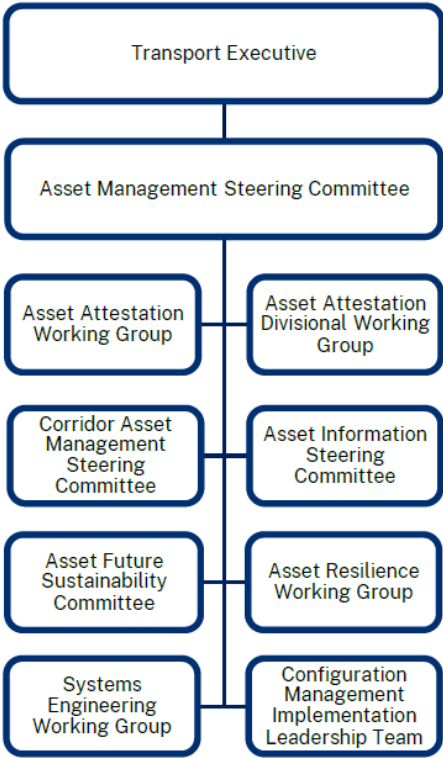 Transport Executive
Asset Management Steering Committee
Asset Attestation
Working Group
Asset Attestation
Divisional Working
Group
Corridor Asset
Management
Steering
Committee
Asset Information
Steering
Committee
Asset Future
Sustainability
Committee
Asset Resilience
Working Group
Systems
Engineering
Working Group
Configuration
Management
Implementation
Leadership Team